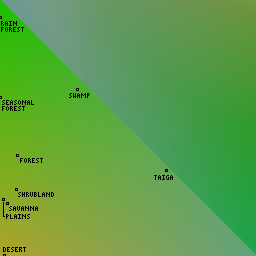 RAIN
FOREST
SWAMP
SEASONAL
FOREST
FOREST
TAIGA
SHRUBLAND
SAVANNA
PLAINS
DESERT